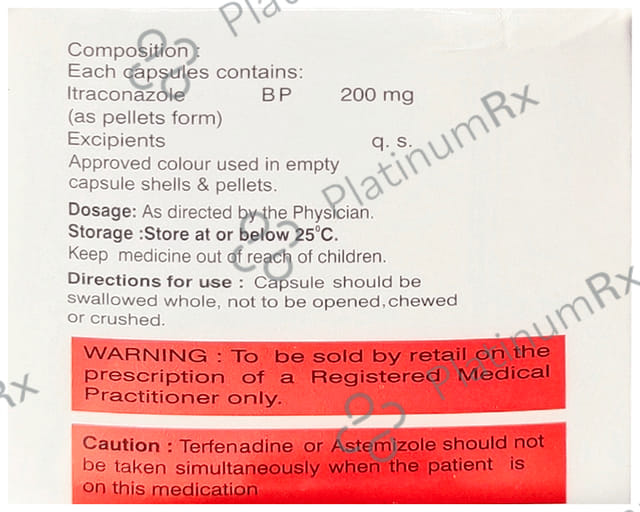 Composition :
Each capsules contains:
Itraconazole BP 200 mg
(as pellets form)
Excipients q. s.
Approved colour used in empty
capsule shells & pellets.
Dosage: As directed by the Physician.
Storage :Store at or below 25°C.
Keep medicine out of reach of children.
Directions for use : Capsule should be
swallowed whole, not to be opened,chewed
or crushed.
WARNING : To be sold by retail on the
prescription of a Registered Medical
Practitioner only.
Caution : Terfenadine or Astemizole should not
be taken simultaneously when the patient is
on this medication
PlatinumRx
PlatinumRx
Rx